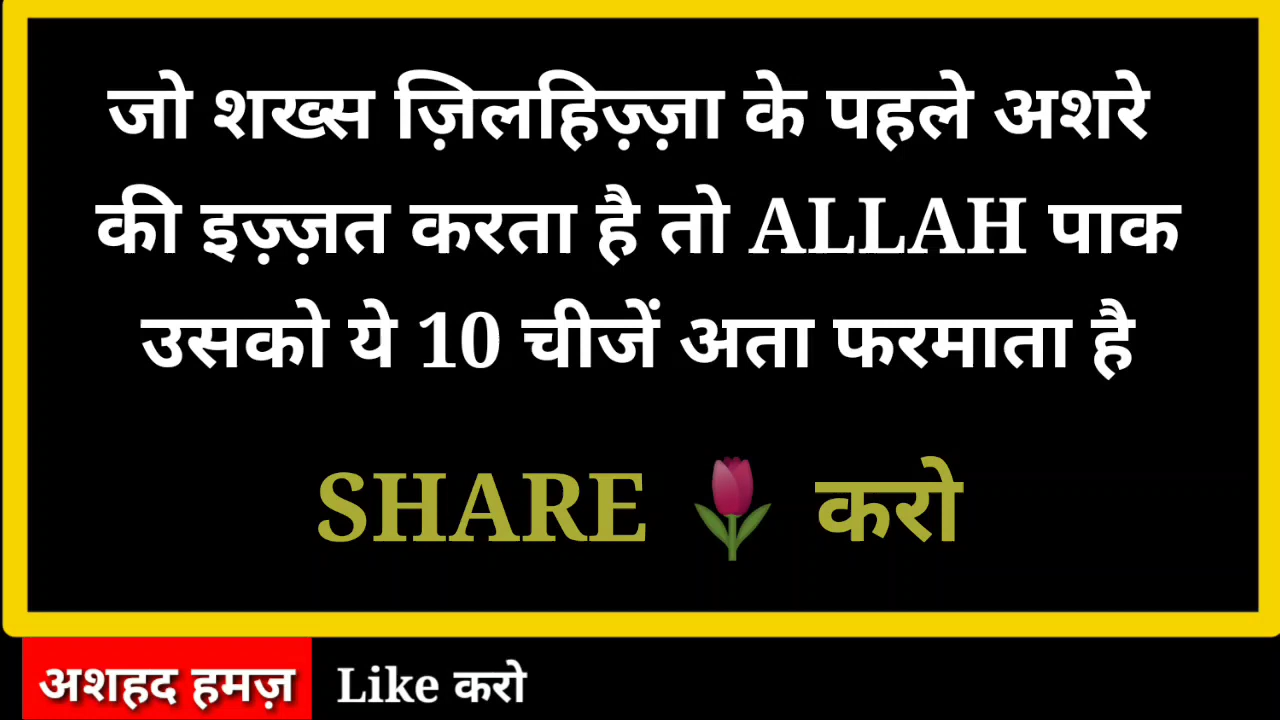 जो शख्स ज़िलहिज़्ज़ा के पहले अशरे
की इज़्ज़त करता है तो ALLAH पाक
उसको ये 10 चीजें अता फरमाता है
SHARE 🌷 करो
अशहद हमज़ Like करो